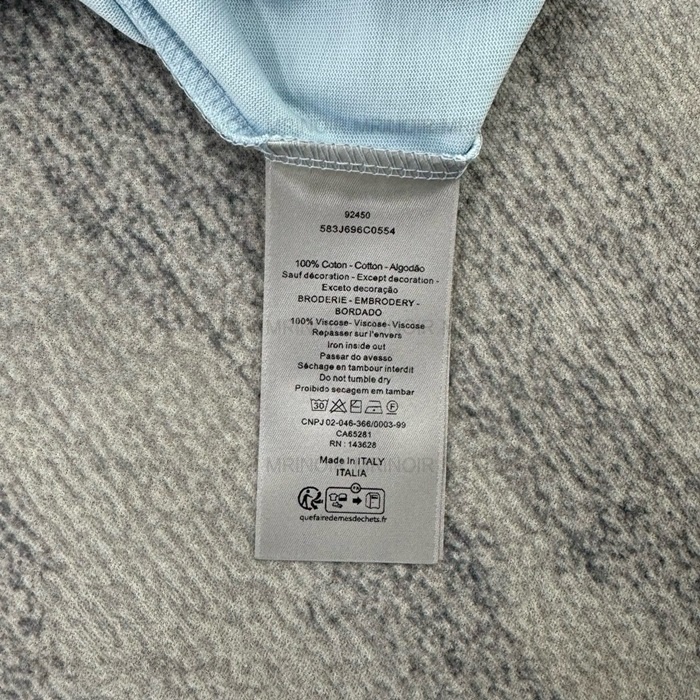 92450
583J696C0554
100% Coton - Cotton - Algodão
Sauf décoration - Except decoration -
Exceto decoração
BRODERIE - EMBRODERY -
BORDADO
100% Viscose- Viscose- Viscose
Repasser sur l'envers
Iron inside out
Passar do avesso
Séchage en tambour interdit
Do not tumble dry
Proibido secagem em tambar
30 F
CNPJ 02-046-366/0003-99
CA65281
RN : 143628
Made In ITALY
ITALIA
FR
quefairedemesdechets.fr